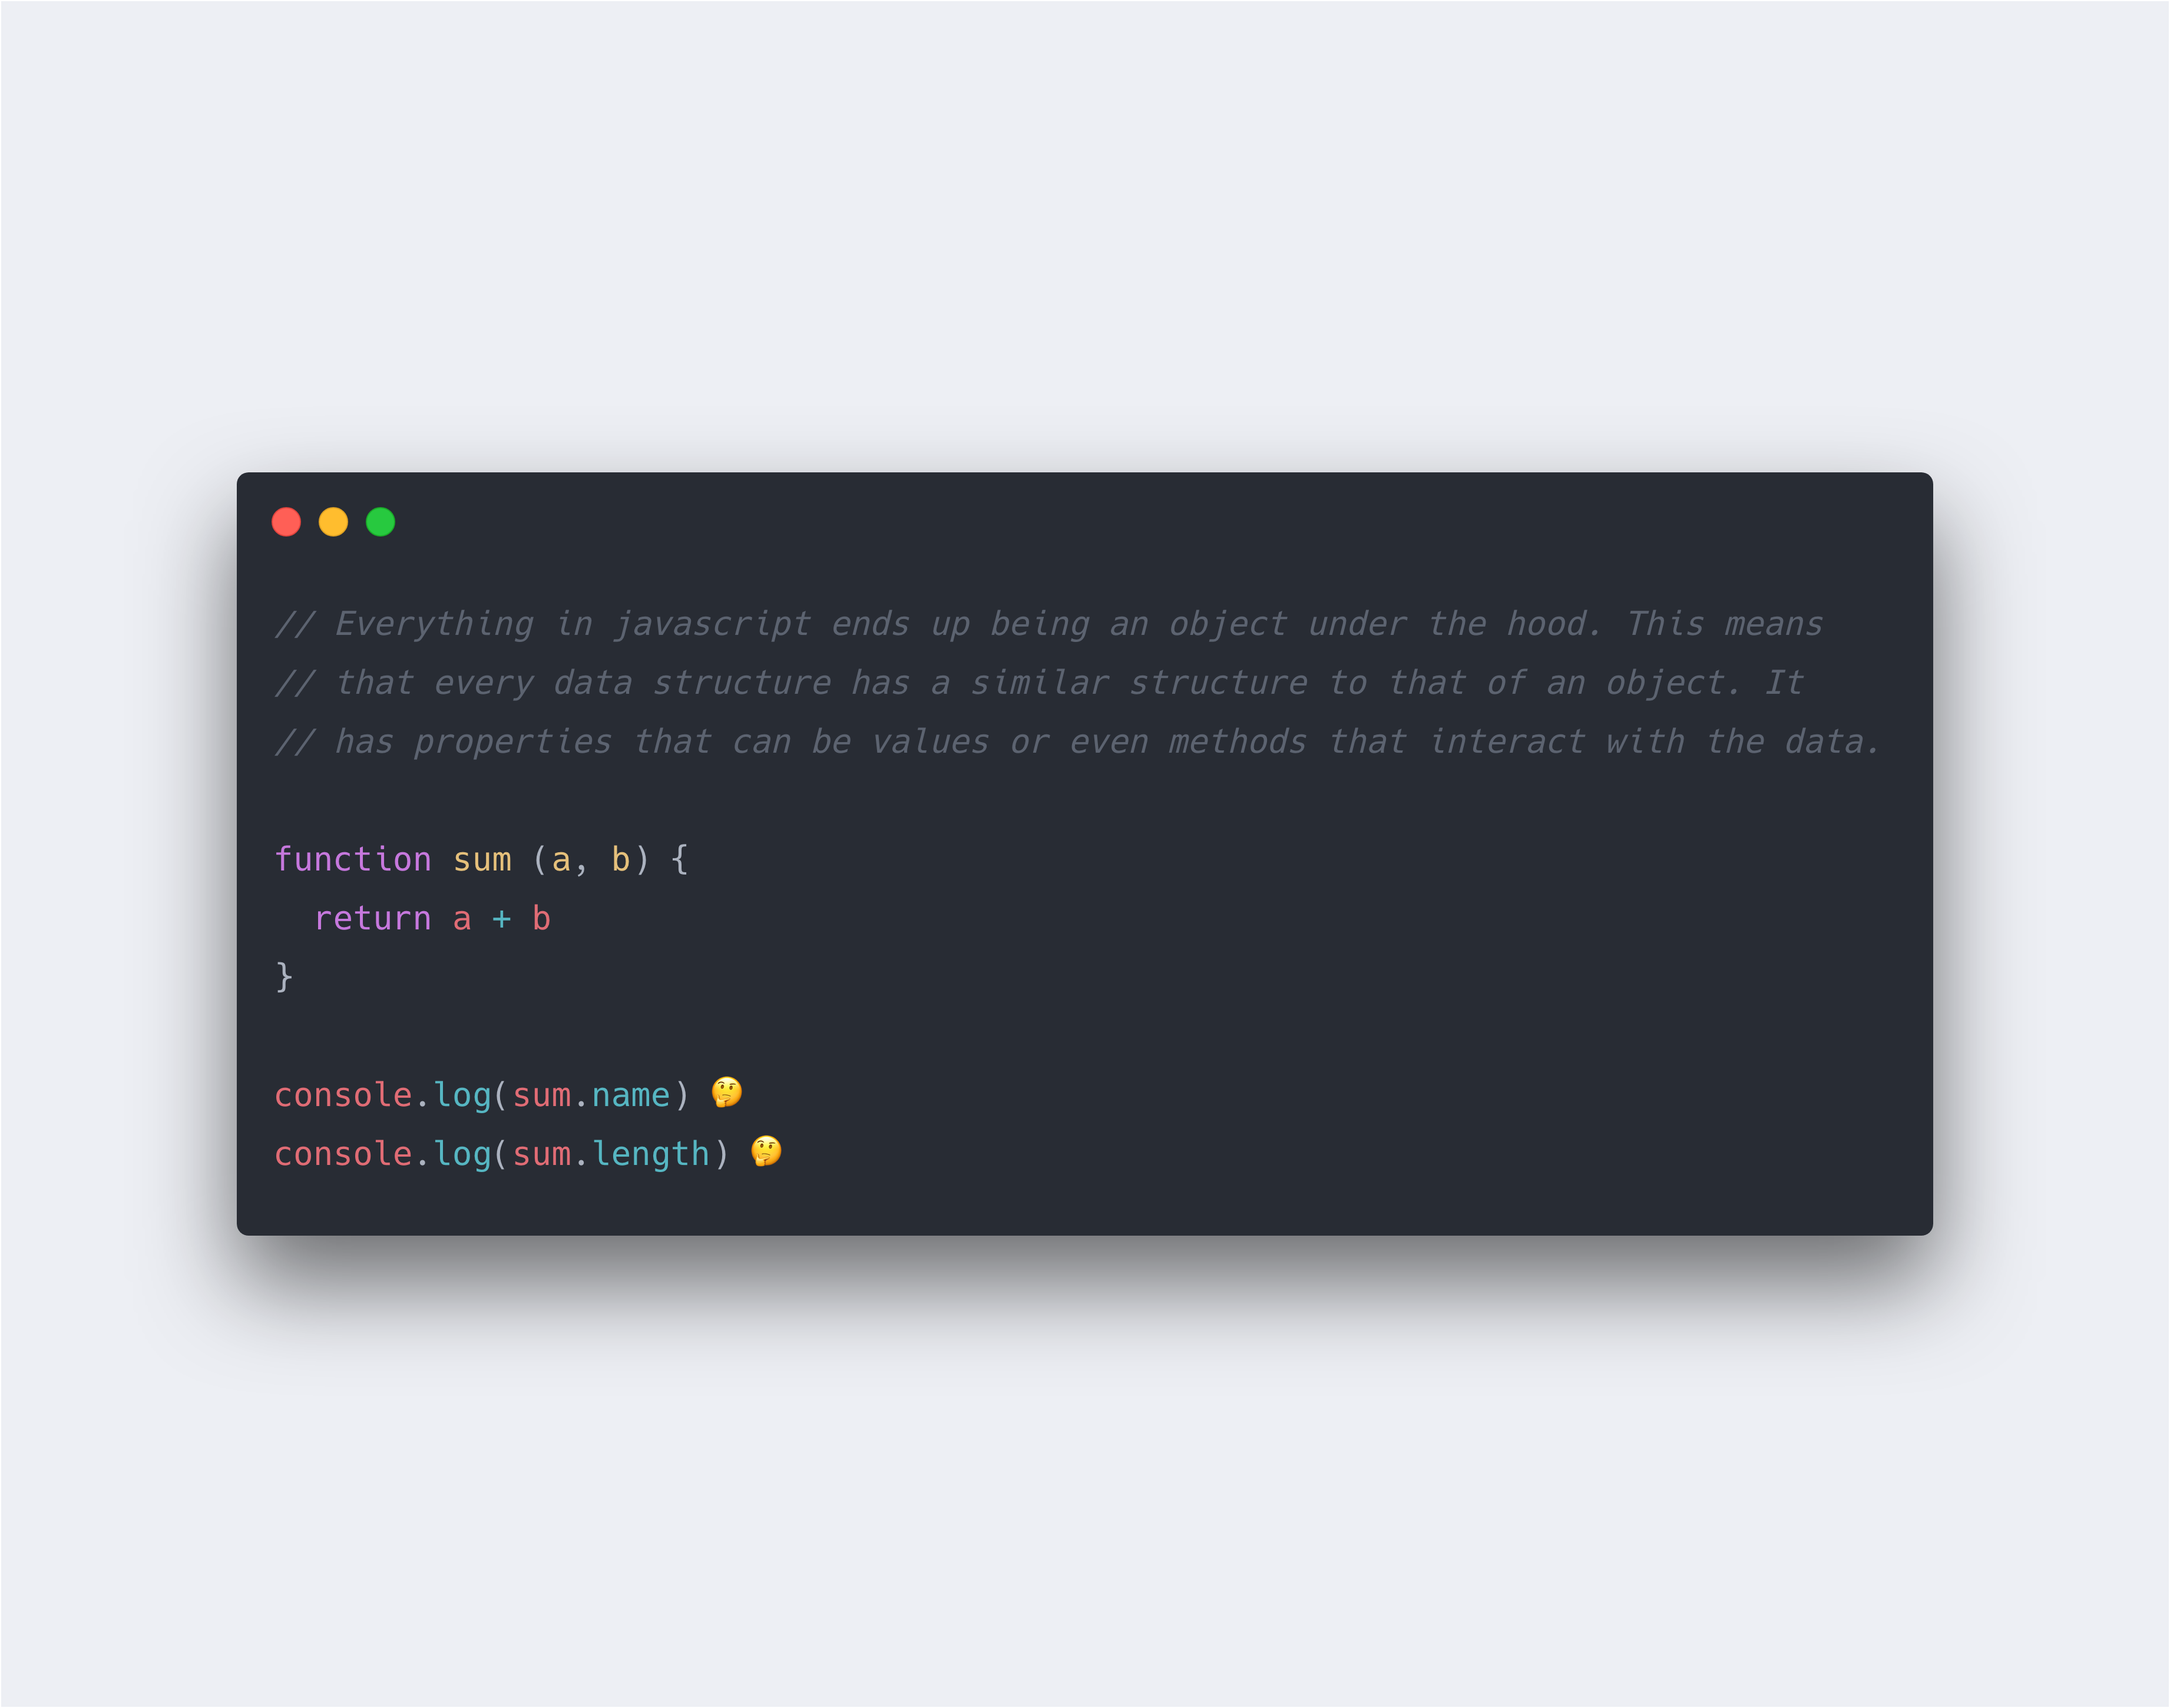 // Everything in javascript ends up being an object under the hood. This means
// that every data structure has a similar structure to that of an object. It
// has properties that can be values or even methods that interact with the data.
function sum (a, b) {
  return a + b
}
console.log(sum.name) 🤔
console.log(sum.length) 🤔